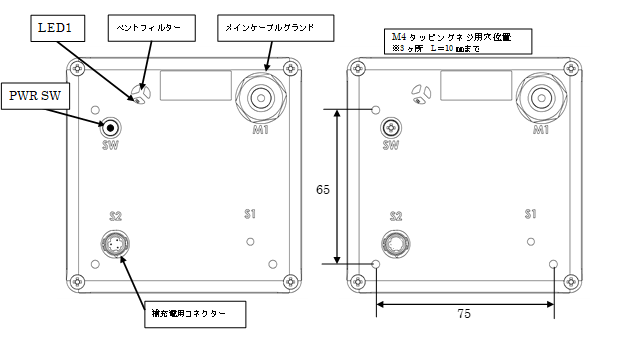 LED1
ベントフィルター
メインケーブルグランド
M4 タッピングネジ用穴位置
※3ヶ所 L=10㎜まで
PWR SW
M1
SW
S2
S1
補充電用コネクター
M1
SW
65
S2
S1
75